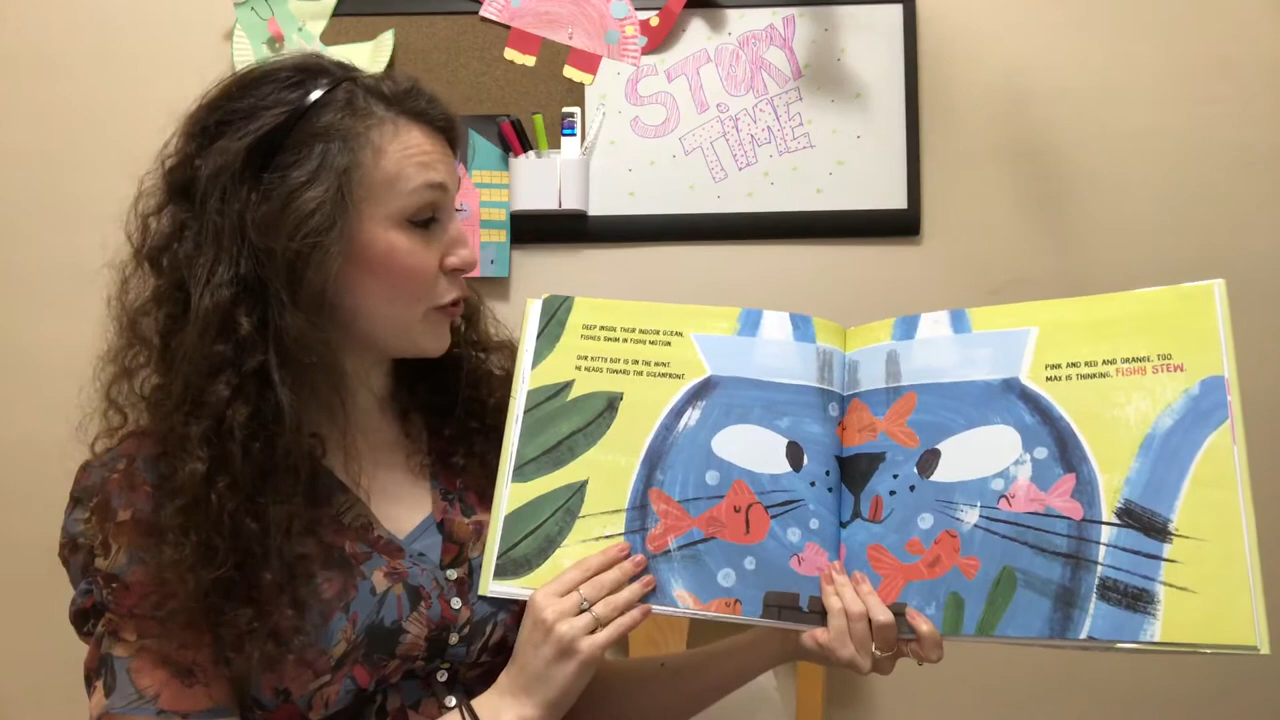 STORY
TIME
DEEP INSIDE THEIR INDOOR OCEAN,
FISHES SWIM IN FISHY MOTION.
OUR KITTY BOY IS ON THE HUNT.
HE HEADS TOWARD THE OCEANFRONT.
PINK AND RED AND ORANGE, TOO.
MAX IS THINKING, FISHY STEW.